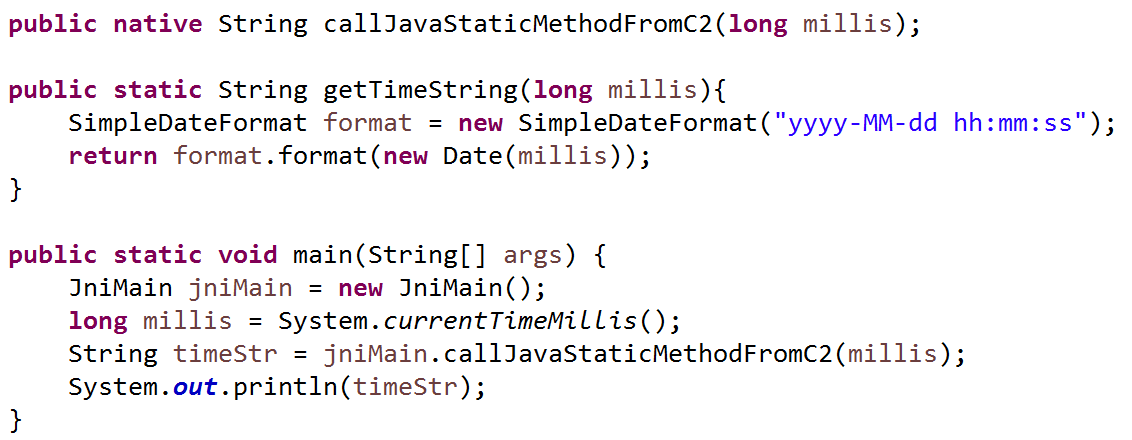 public native String callJavaStaticMethodFromC2(long millis);
public static String getTimeString(long millis){
    SimpleDateFormat format = new SimpleDateFormat("yyyy-MM-dd hh:mm:ss");
    return format.format(new Date(millis));
}
public static void main(String[] args) {
    JniMain jniMain = new JniMain();
    long millis = System.currentTimeMillis();
    String timeStr = jniMain.callJavaStaticMethodFromC2(millis);
    System.out.println(timeStr);
}